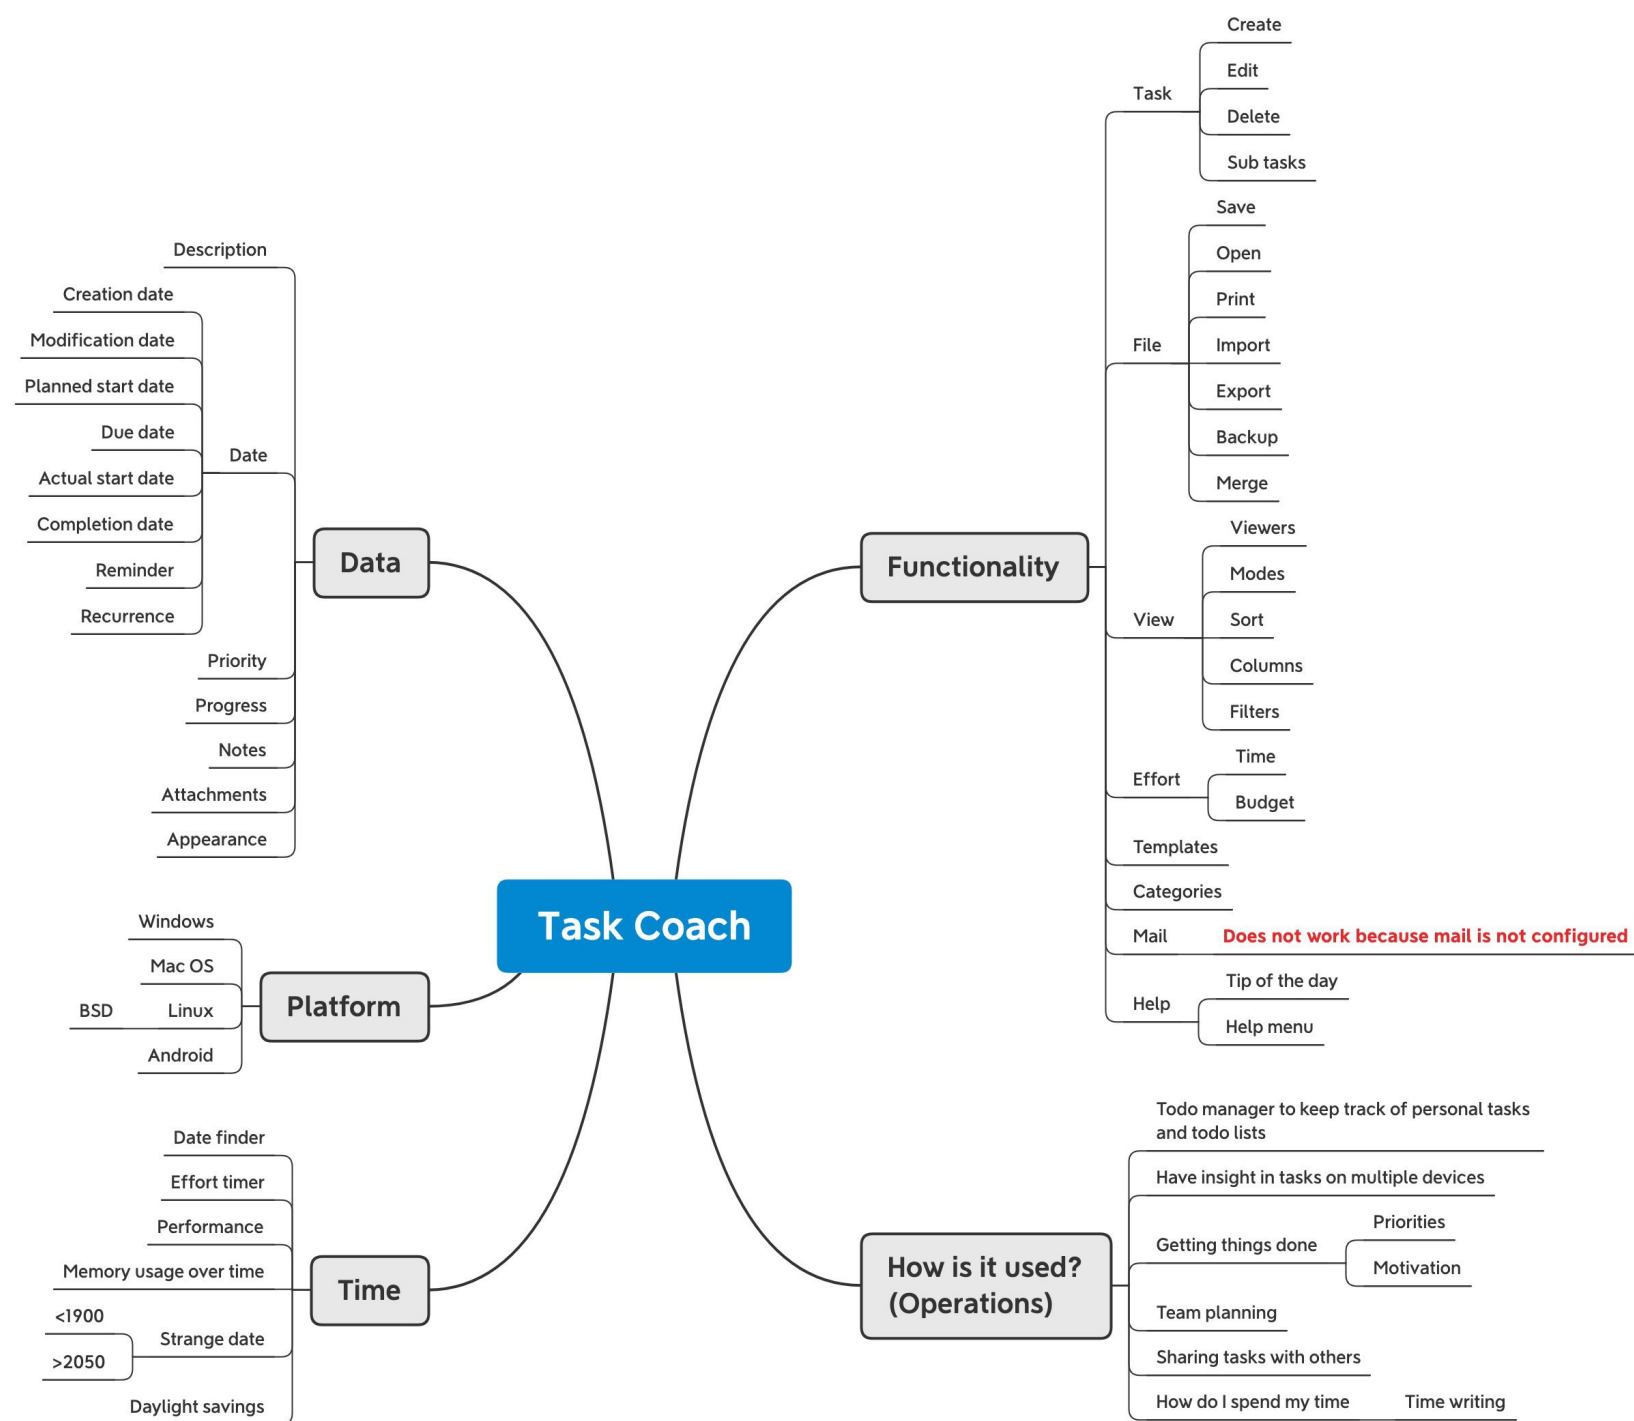 Task Coach
Functionality
Task
Create
Edit
Delete
Sub tasks
File
Save
Open
Print
Import
Export
Backup
Merge
View
Viewers
Modes
Sort
Columns
Filters
Effort
Time
Budget
Templates
Categories
Mail
Does not work because mail is not configured
Help
Tip of the day
Help menu
How is it used?
(Operations)
Todo manager to keep track of personal tasks
and todo lists
Have insight in tasks on multiple devices
Getting things done
Priorities
Motivation
Team planning
Sharing tasks with others
How do I spend my time
Time writing
Data
Description
Date
Creation date
Modification date
Planned start date
Due date
Actual start date
Completion date
Reminder
Recurrence
Priority
Progress
Notes
Attachments
Appearance
Platform
Windows
Mac OS
Linux
BSD
Android
Time
Date finder
Effort timer
Performance
Memory usage over time
Strange date
<1900
>2050
Daylight savings